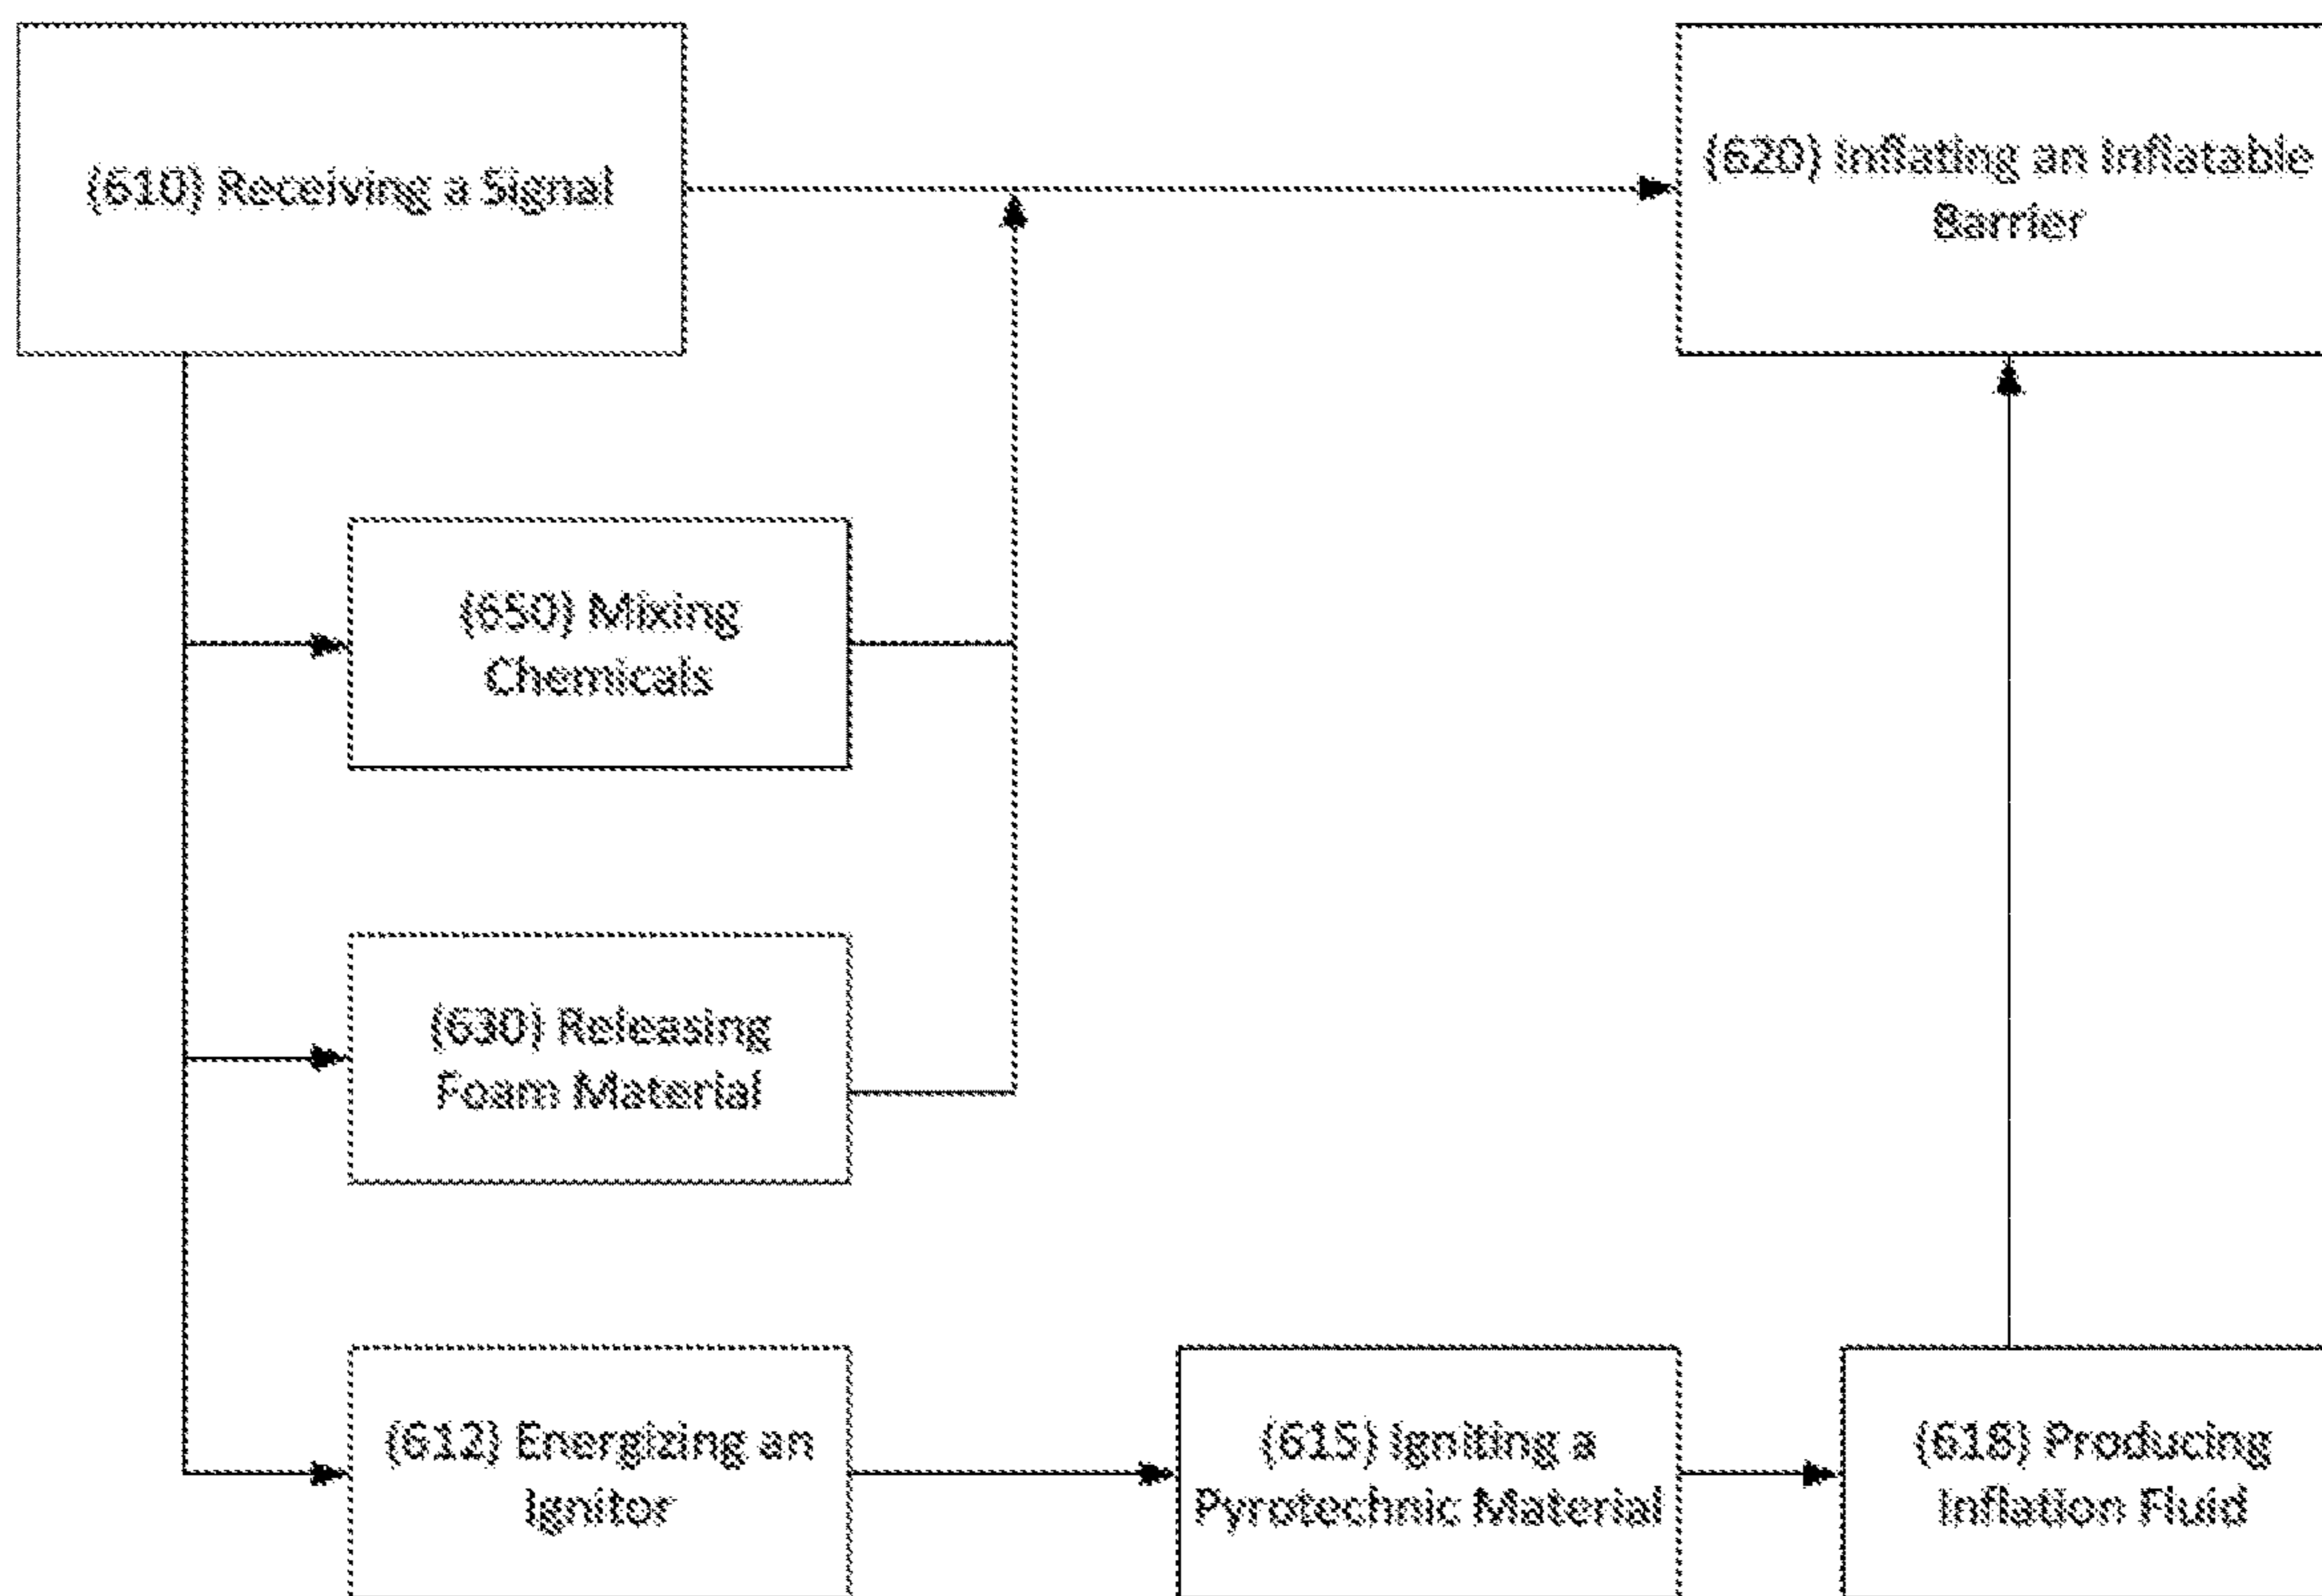 (610) Receiving a Signal
(620) Inflating an Inflatable
Barrier
(650) Mixing
Chemicals
(630) Releasing
Foam Material
(612) Energizing an
Ignitor
(615) Igniting a
Pyrotechnic Material
(618) Producing
Inflation Fluid